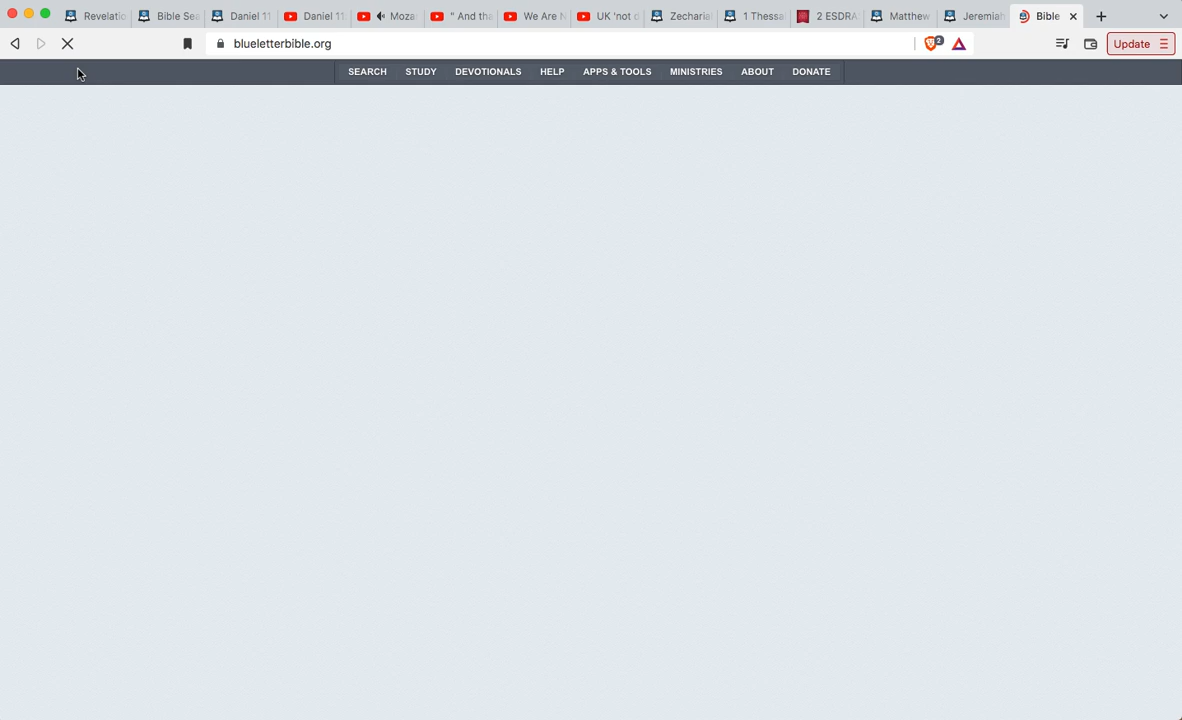 Revelatio Bible Sea Daniel 11 Daniel 11 Moza " And tha We Are N UK 'not d Zecharia 1 Thessa 2 ESDRA Matthew Jeremiah Bible
blueletterbible.org 2 Update
SEARCH STUDY DEVOTIONALS HELP APPS & TOOLS MINISTRIES ABOUT DONATE